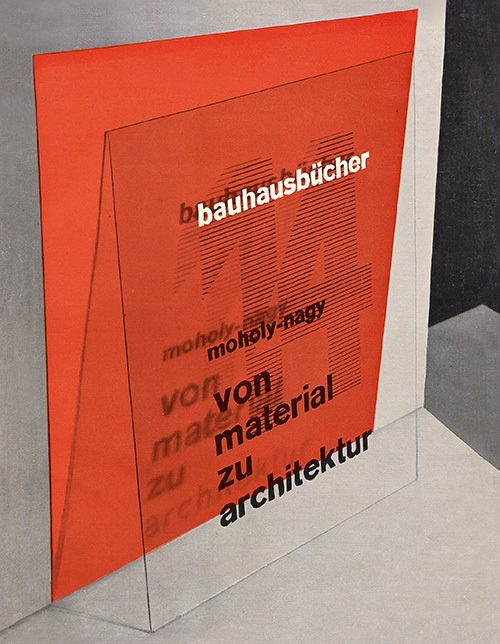 bauhausbücher
14
moholy-nagy
von
material
zu
architektur